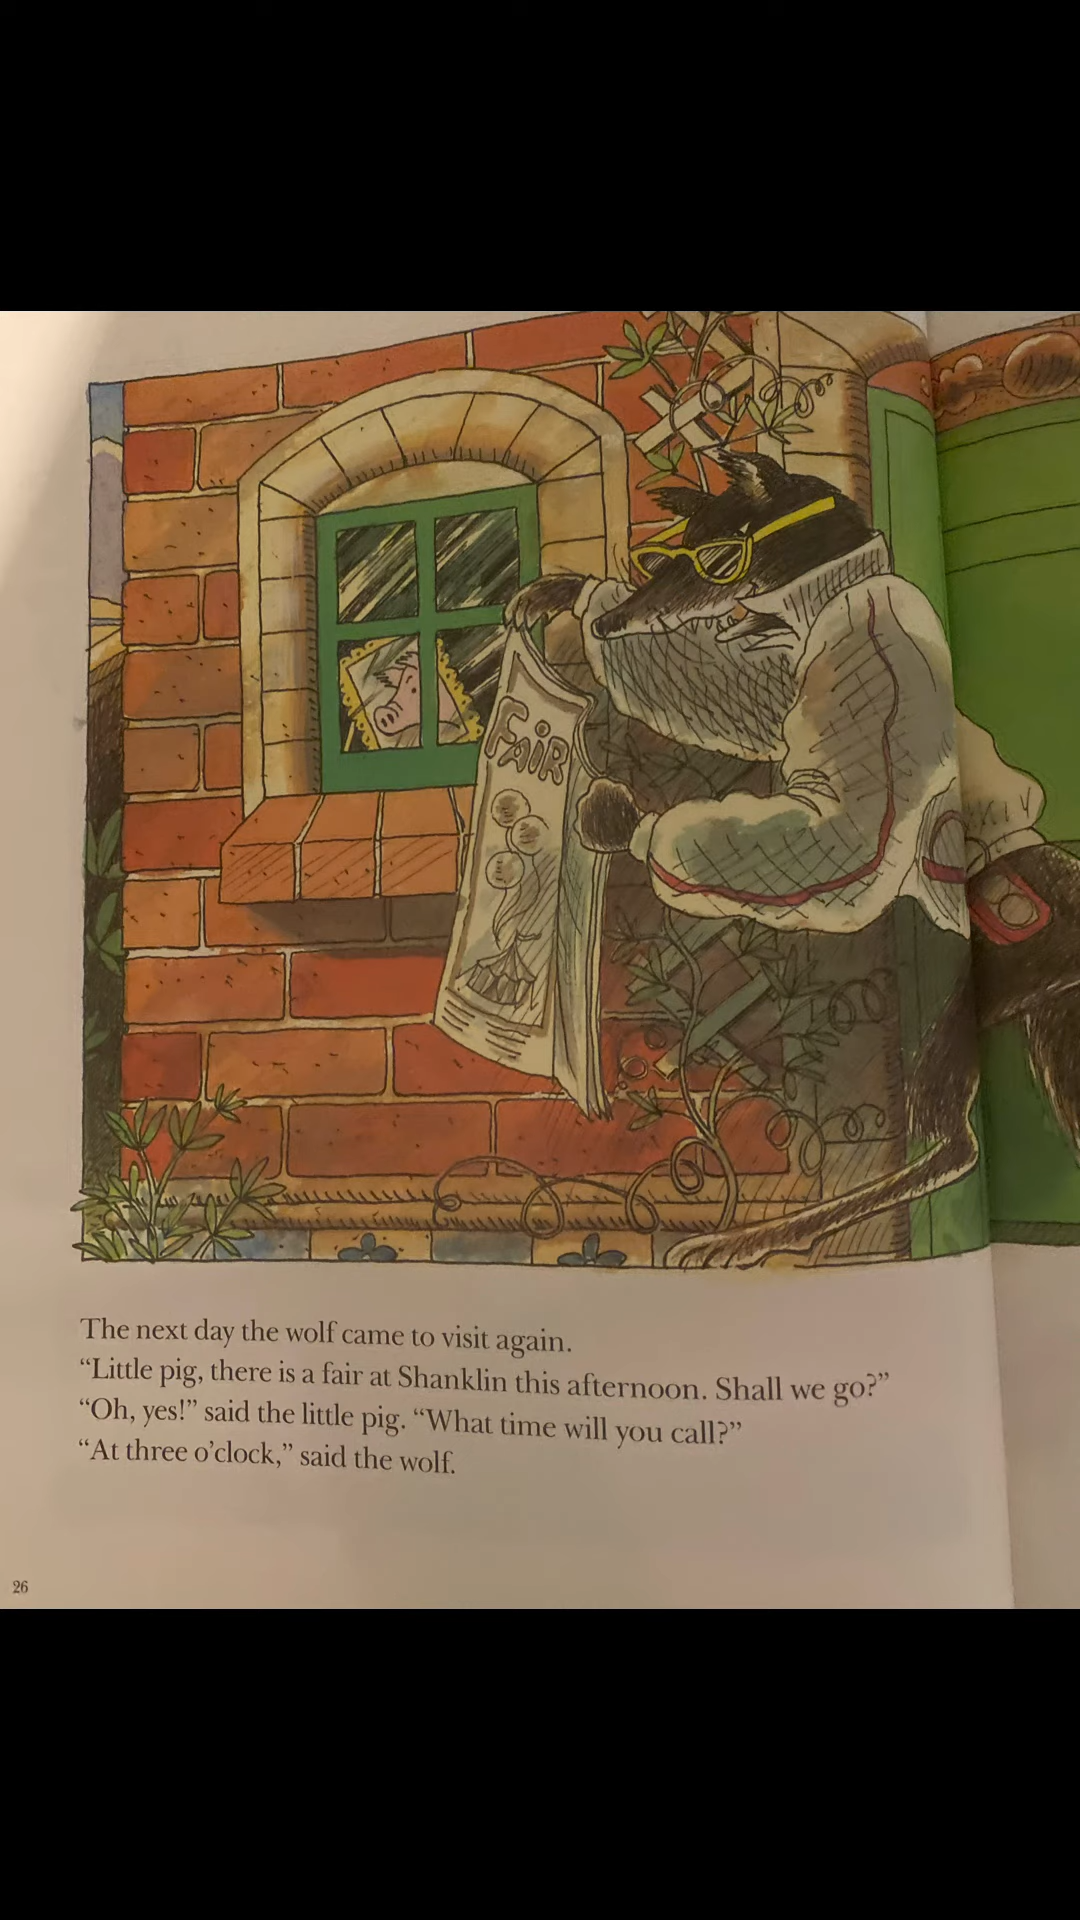 FAiR
The next day the wolf came to visit again.
“Little pig, there is a fair at Shanklin this afternoon. Shall we go?”
“Oh, yes!” said the little pig. “What time will you call?”
“At three o’clock,” said the wolf.
26